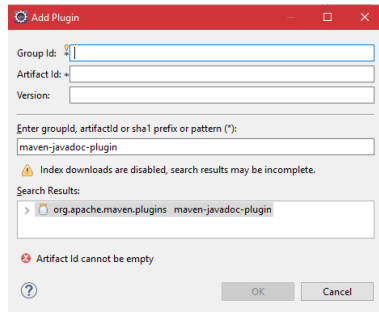 Add Plugin
Group Id: *
Artifact Id: *
Version:
Enter groupId, artifactId or sha1 prefix or pattern (*):
maven-javadoc-plugin
Index downloads are disabled, search results may be incomplete.
Search Results:
org.apache.maven.plugins maven-javadoc-plugin
Artifact Id cannot be empty
OK Cancel